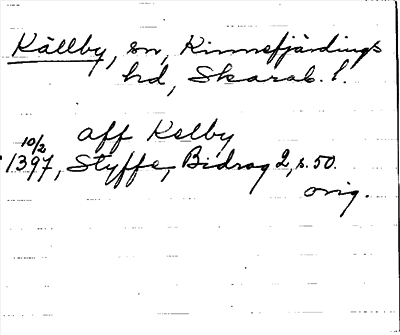 Källby, sn, Kinnefjärdings
hd, Skarab. l.
aff Kelby
10/2
1397, Styffe, Bidrag 2, s. 50.
orig.